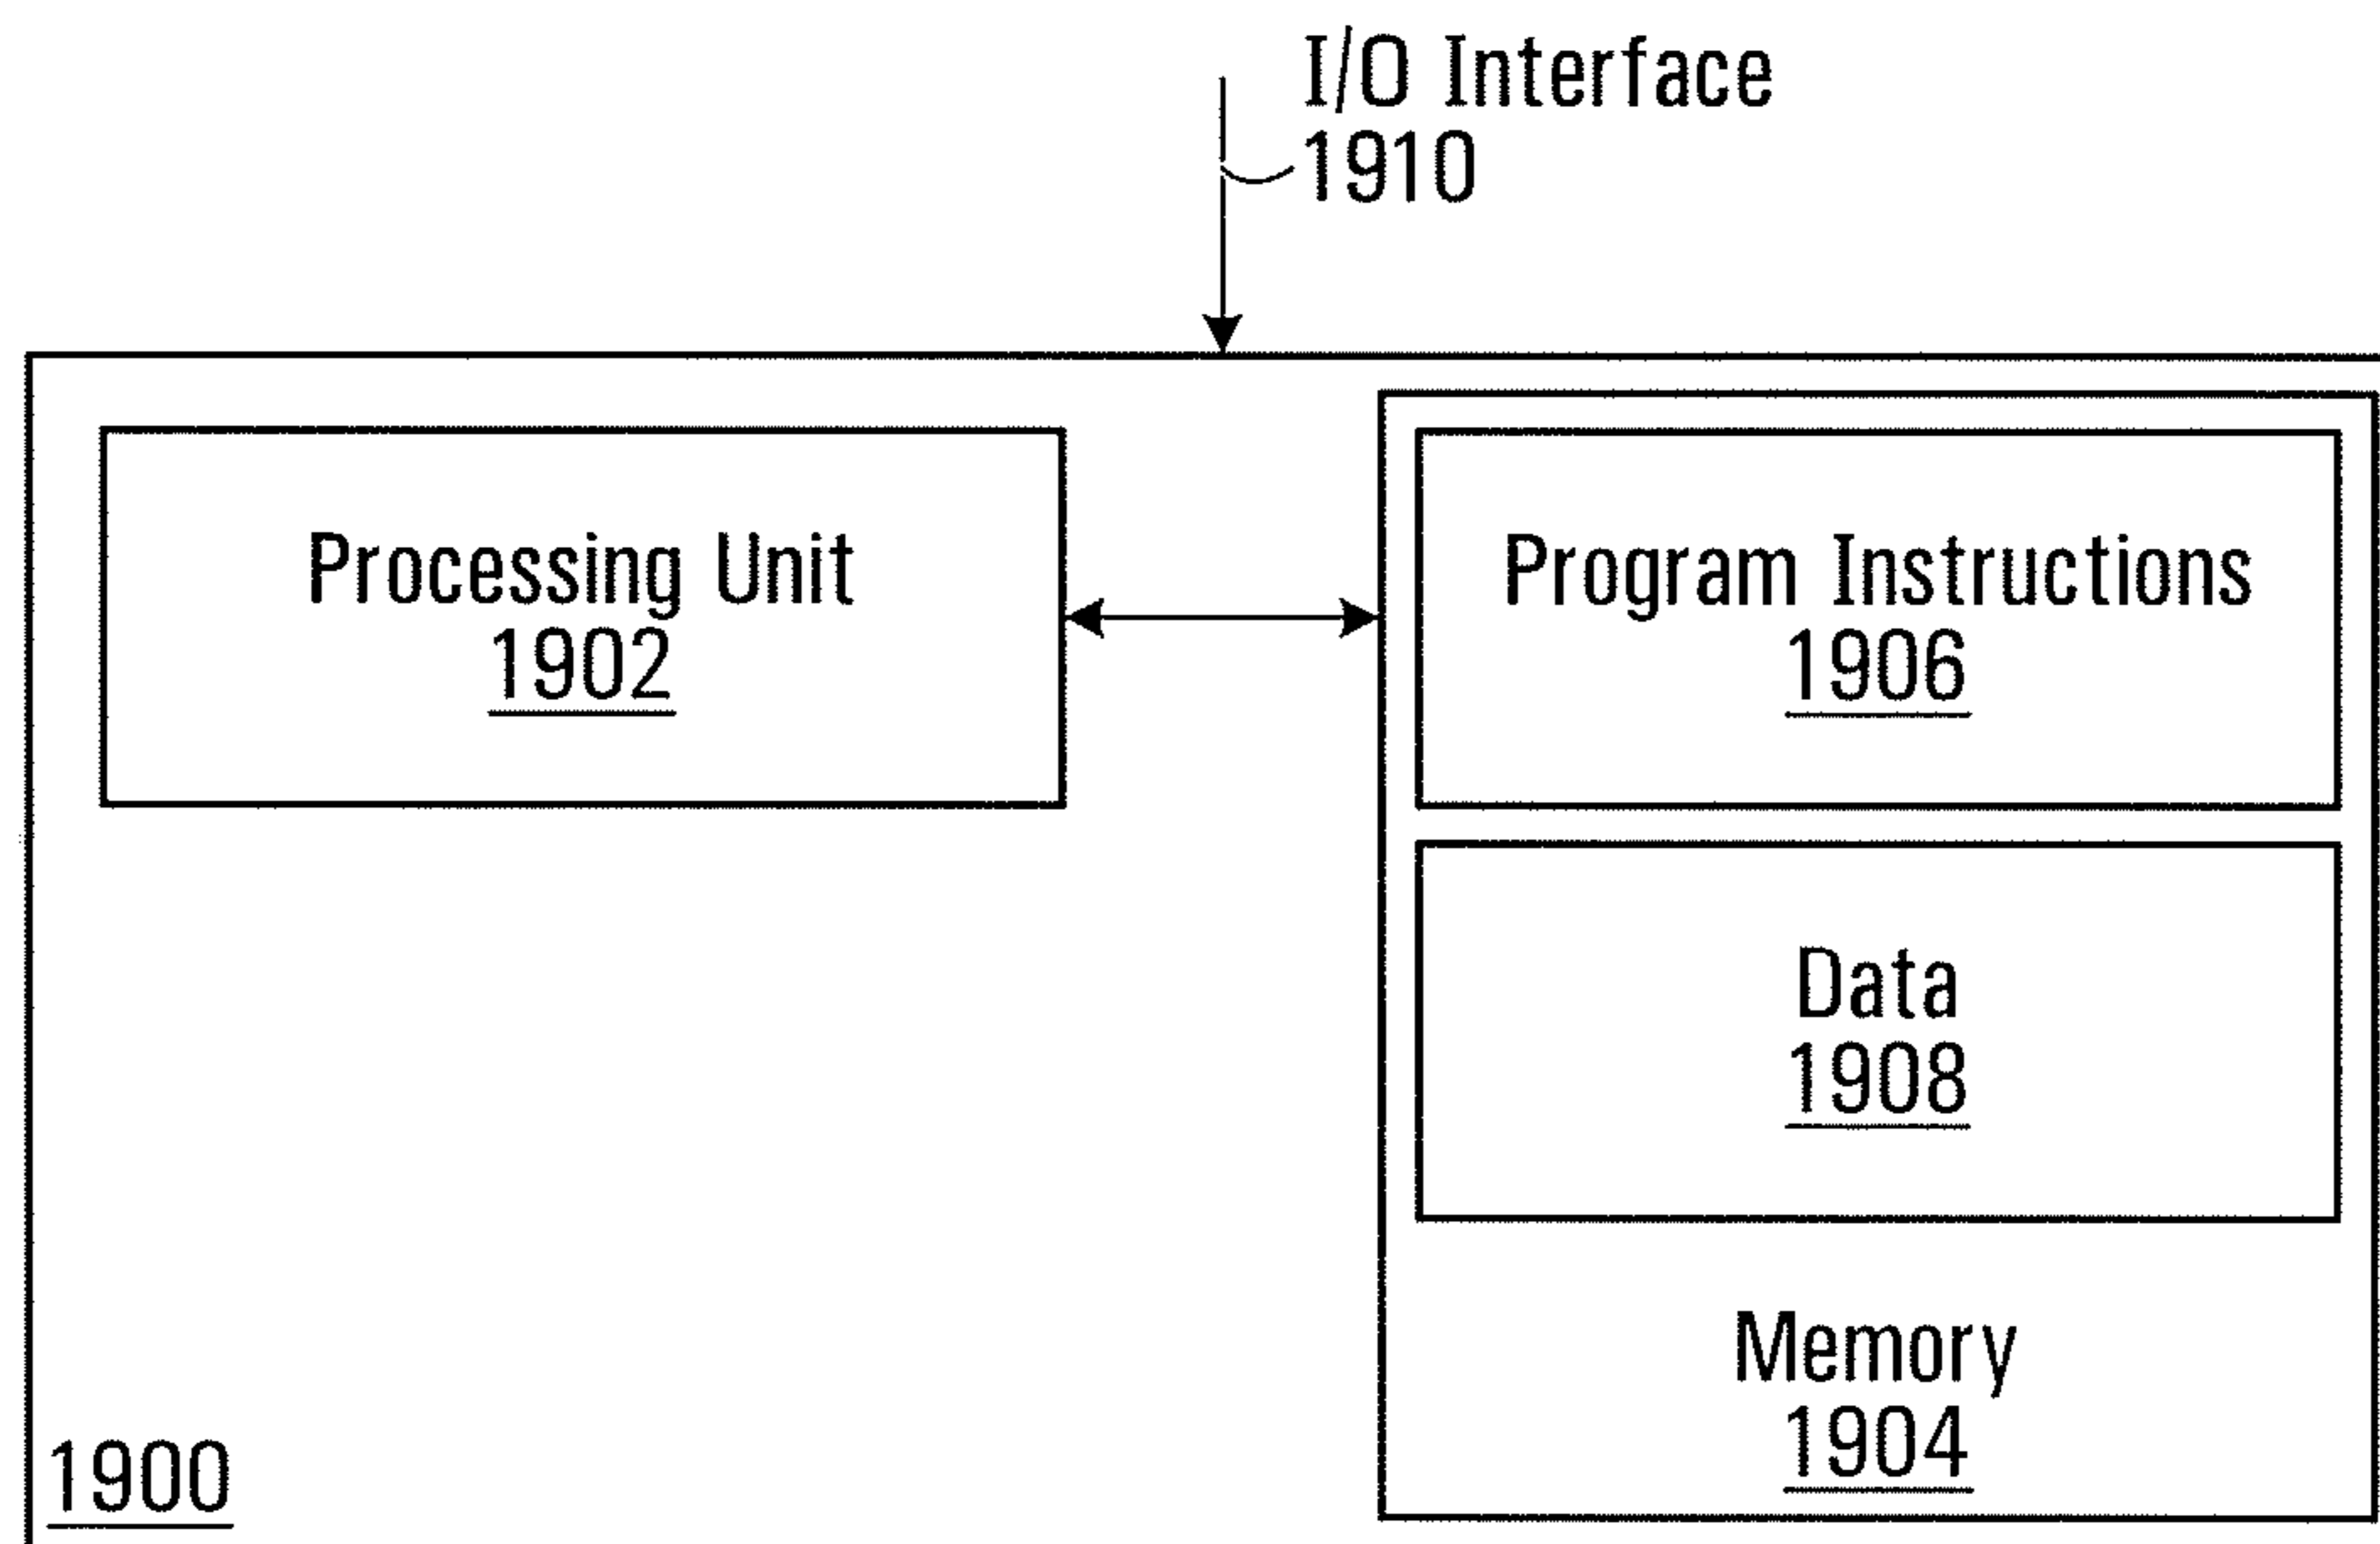 I/O Interface
1910
Processing Unit
1902
Program Instructions
1906
Data
1908
Memory
1904
1900